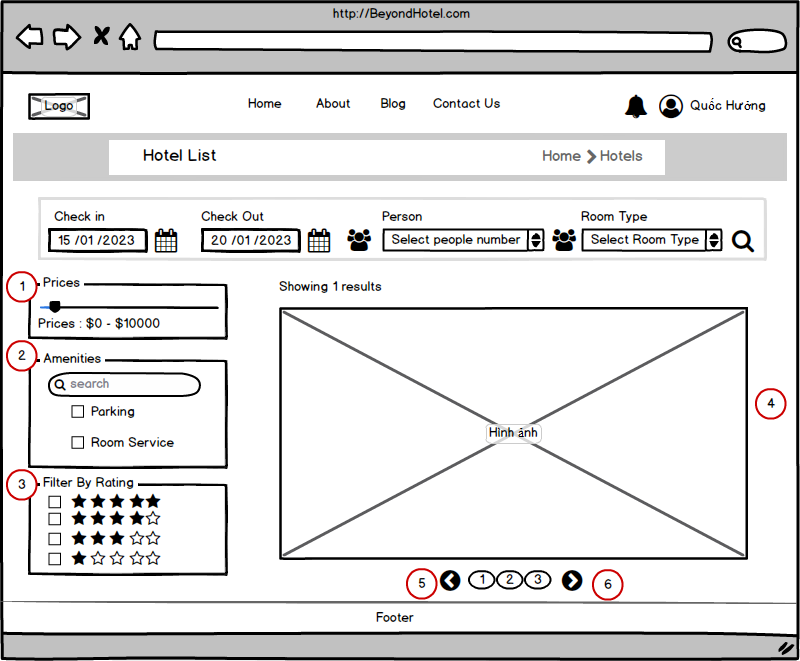 http://BeyondHotel.com
Logo
Home About Blog Contact Us
Quốc Hưởng
Hotel List
Home Hotels
Check in Check Out Person Room Type
15 /01 /2023 20 /01 /2023 Select people number Select Room Type
1 Prices
Prices : $0 - $10000
Showing 1 results
2 Amenities
search
Parking
Room Service
3 Filter By Rating
Hình ảnh
4
5 1 2 3 6
Footer